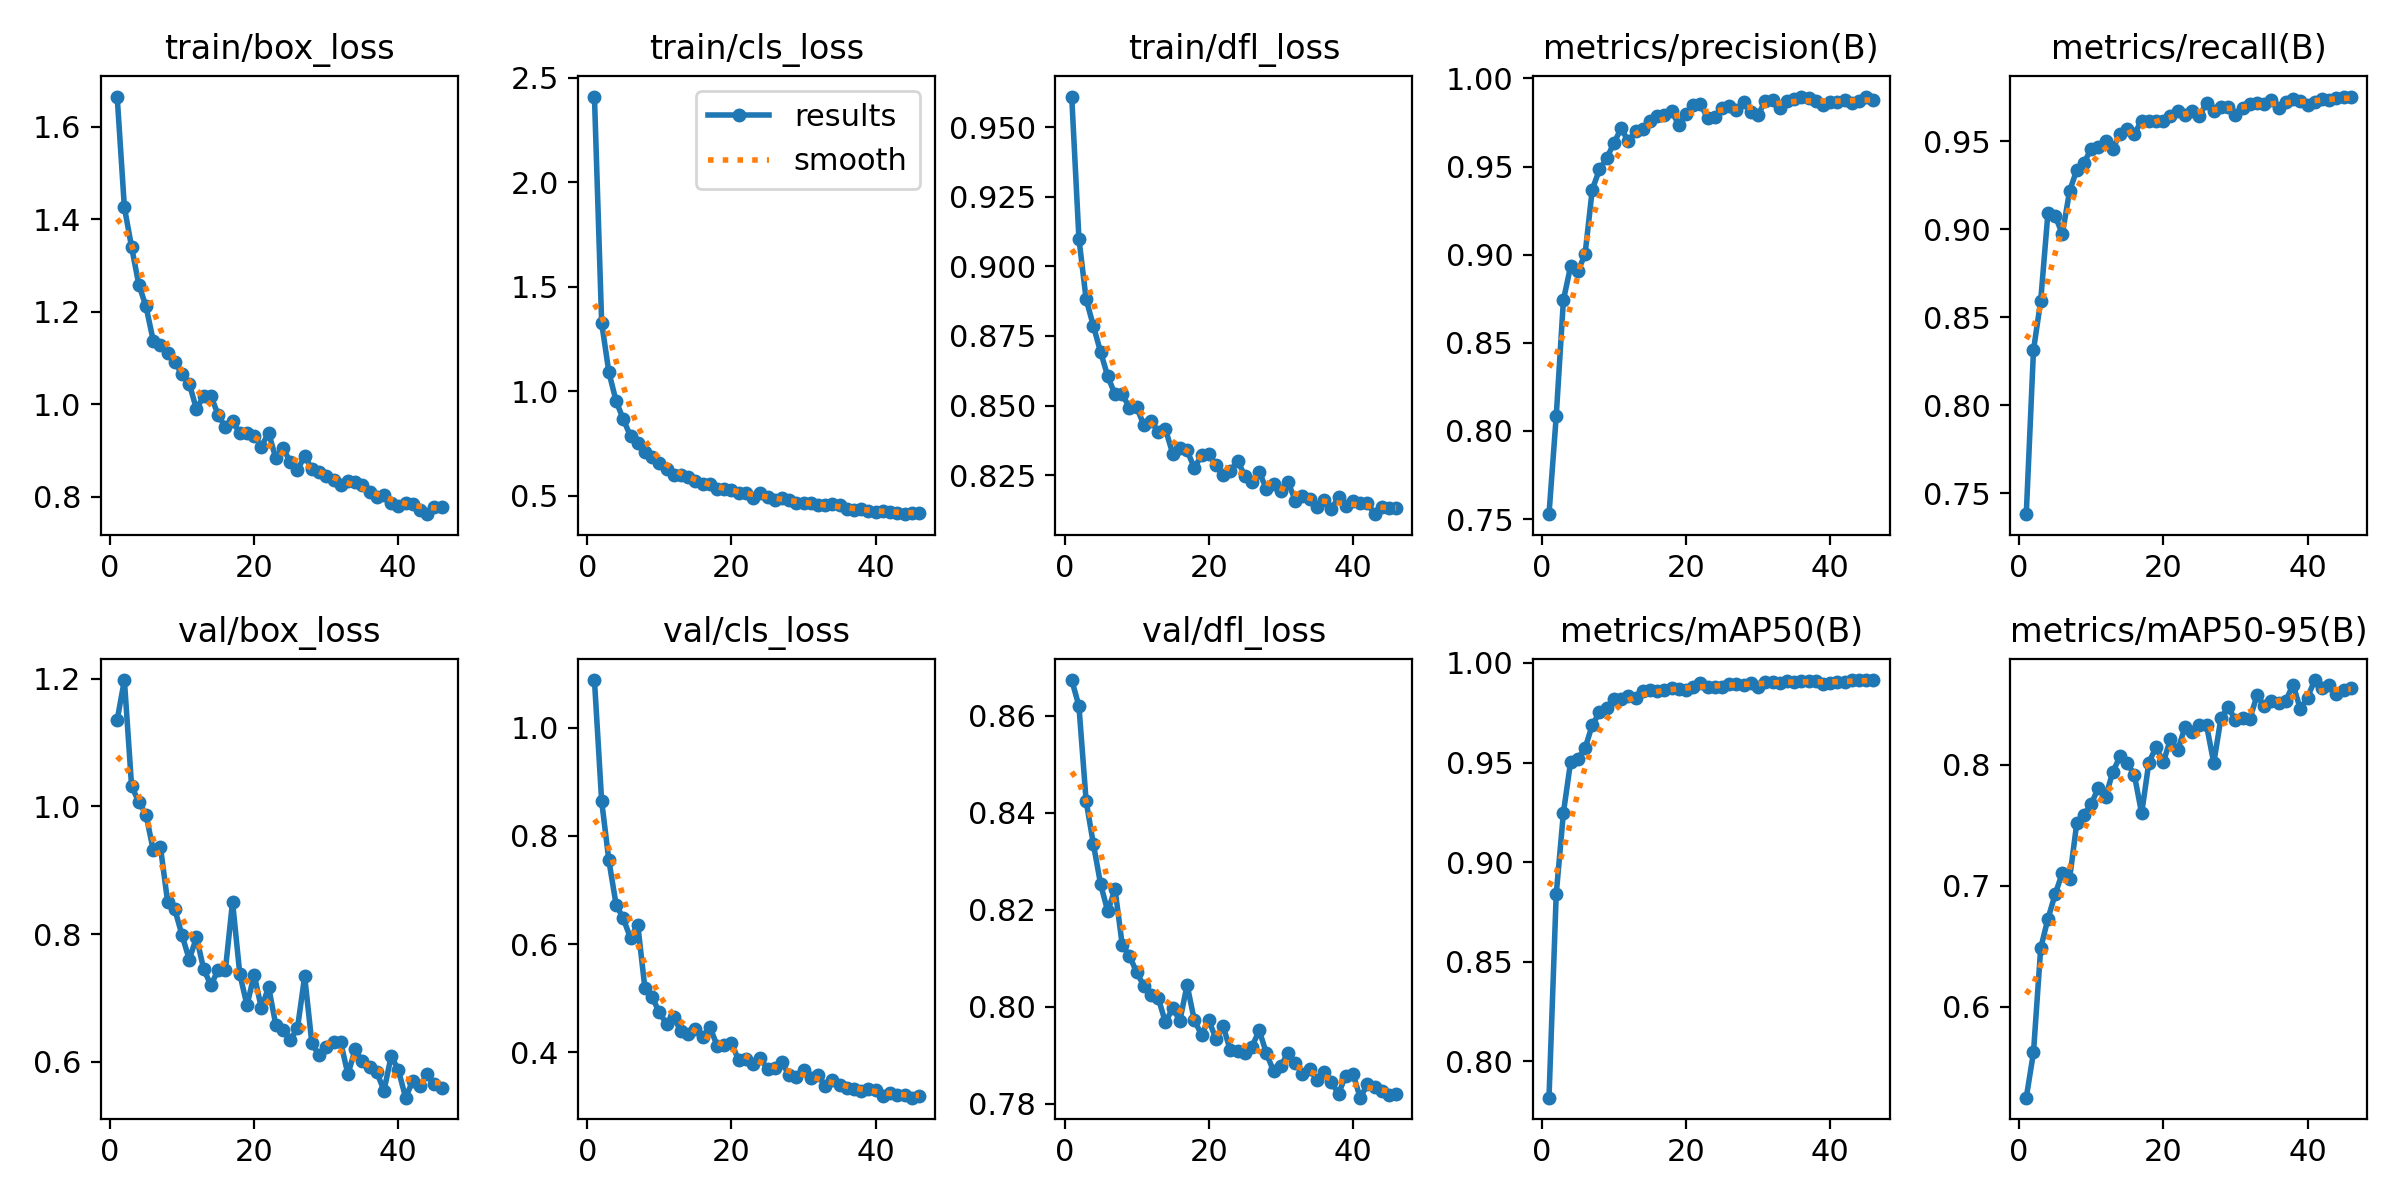 train/box_loss
1.6
1.4
1.2
1.0
0.8
0 20 40
train/cls_loss
2.5
2.0
1.5
1.0
0.5
results
smooth
0 20 40
train/dfl_loss
0.950
0.925
0.900
0.875
0.850
0.825
0 20 40
metrics/precision(B)
1.00
0.95
0.90
0.85
0.80
0.75
0 20 40
metrics/recall(B)
0.95
0.90
0.85
0.80
0.75
0 20 40
val/box_loss
1.2
1.0
0.8
0.6
0 20 40
val/cls_loss
1.0
0.8
0.6
0.4
0 20 40
val/dfl_loss
0.86
0.84
0.82
0.80
0.78
0 20 40
metrics/mAP50(B)
1.00
0.95
0.90
0.85
0.80
0 20 40
metrics/mAP50-95(B)
0.8
0.7
0.6
0 20 40